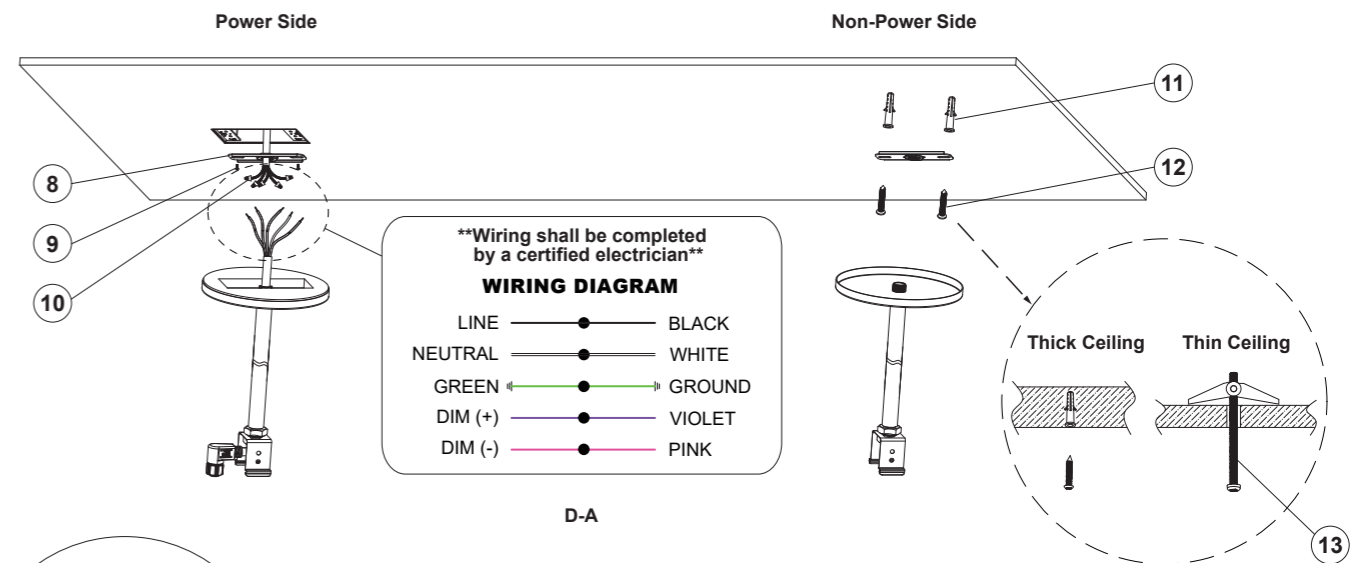 Power Side
Non-Power Side
11
8
12
9
10
**Wiring shall be completed
by a certified electrician**
WIRING DIAGRAM
LINE BLACK
NEUTRAL WHITE
GREEN GROUND
DIM (+) VIOLET
DIM (-) PINK
Thick Ceiling Thin Ceiling
D-A
13